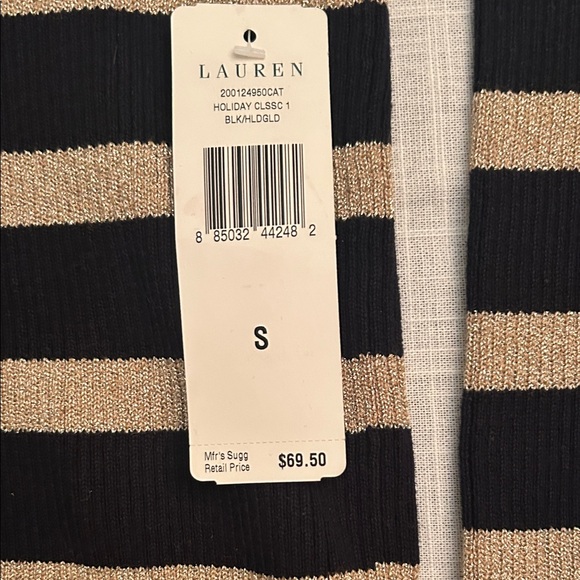 LAUREN
200124950CAT
HOLIDAY CLSSC 1
BLK/HLDGLD
8 85032 44248 2
S
Mfr's Sugg
Retail Price $69.50